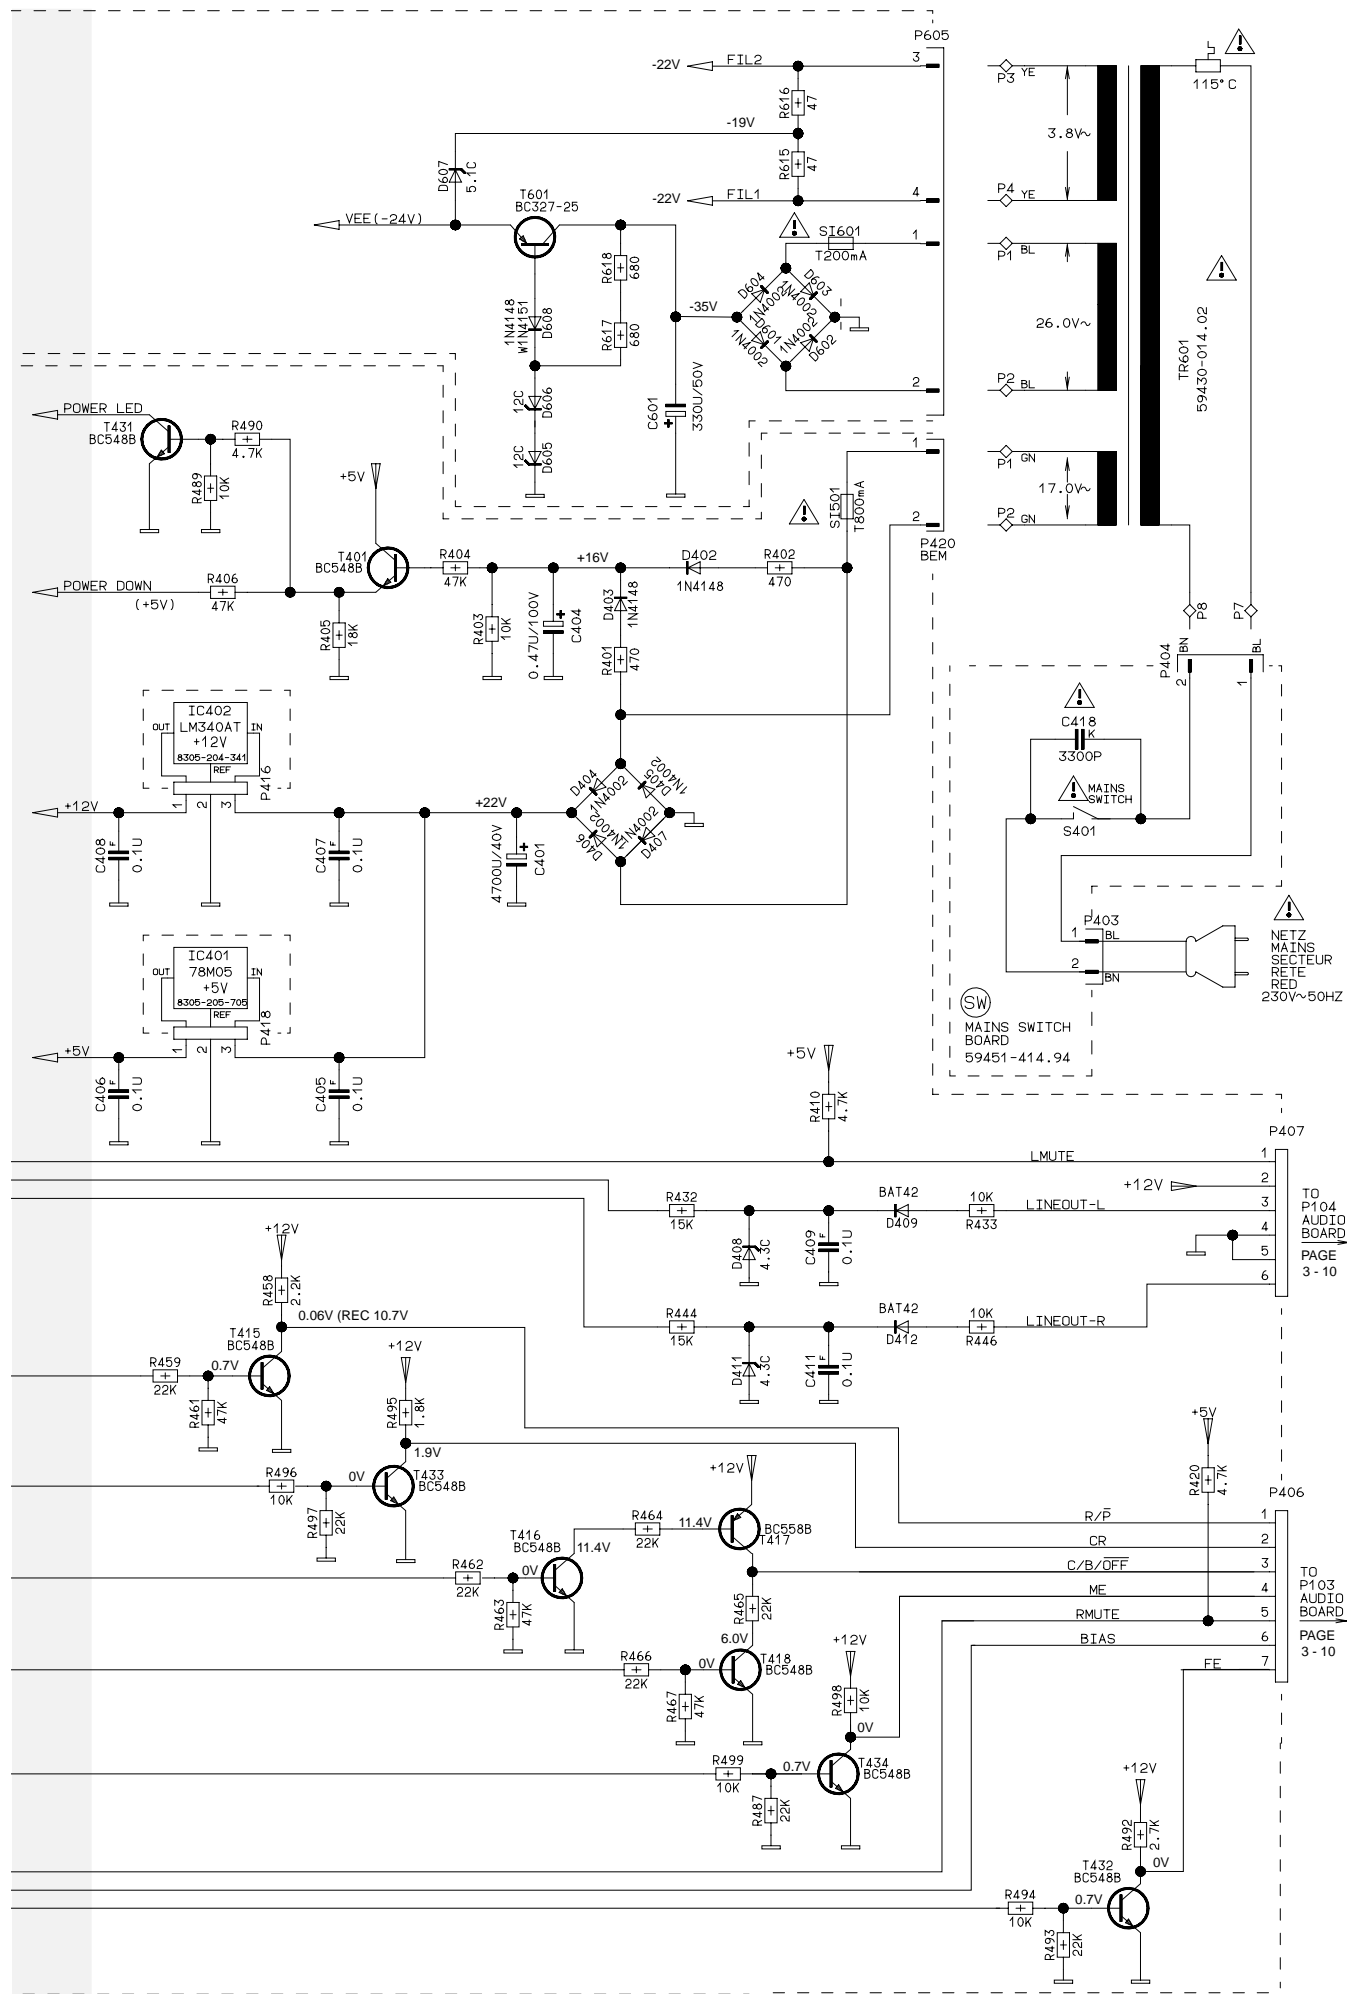 P605
3
-22V
FIL2
P3
YE
115°C
R616
47
3.8V~
-19V
R615
47
D607
5.1C
T601
BC327-25
-22V
FIL1
4
P4
YE
VEE(-24V)
SI601
T200mA
1
P1
BL
R618
680
D604
1N4002
D603
1N4002
1N4148
W1N4151
D608
R617
680
-35V
D601
1N4002
1N4002
D602
26.0V~
TR601
59430-014.02
2
P2
BL
12C
D606
C601
330U/50V
POWER LED
T431
BC548B
R490
4.7K
12C
D605
R489
10K
+5V
1
P1
GN
17.0V~
SI501
T800mA
2
P2
GN
P420
BEM
T401
BC548B
R404
47K
+16V
D402
1N4148
R402
470
POWER DOWN
(+5V)
R406
47K
R405
18K
R403
10K
0.47U/100V
C404
D403
1N4148
R401
470
P8
P7
P404
BN
BL
2
1
IC402
LM340AT
+12V
8305-204-341
OUT
IN
REF
P416
1
2
3
C418
K
3300P
MAINS
SWITCH
S401
+12V
+22V
D404
1N4002
D405
1N4002
D406
1N4002
1N4002
D407
C408
F
0.1U
C407
F
0.1U
4700U/40V
C401
P403
1
BL
2
BN
NETZ
MAINS
SECTEUR
RETE
RED
230V~50HZ
IC401
78M05
+5V
8305-205-705
OUT
IN
REF
P418
1
2
3
SW
MAINS SWITCH
BOARD
59451-414.94
+5V
C406
F
0.1U
C405
F
0.1U
+5V
R410
4.7K
P407
LMUTE
1
+12V
2
R432
15K
BAT42
D409
10K
R433
LINEOUT-L
3
4
5
6
TO
P104
AUDIO
BOARD
PAGE
3 - 10
D408
4.3C
C409
F
0.1U
+12V
R458
2.2K
0.06V (REC 10.7V
R444
15K
BAT42
D412
10K
R446
LINEOUT-R
T415
BC548B
+12V
D411
4.3C
C411
F
0.1U
R459
22K
0.7V
R461
47K
R495
1.8K
1.9V
+5V
R420
4.7K
R496
10K
0V
T433
BC548B
R497
22K
+12V
P406
R/P̅
1
T416
BC548B
11.4V
R464
22K
11.4V
BC558B
T417
CR
2
C/B/O̅F̅F̅
3
R462
22K
0V
R463
47K
R465
22K
ME
4
RMUTE
5
BIAS
6
FE
7
TO
P103
AUDIO
BOARD
PAGE
3 - 10
6.0V
R466
22K
0V
T418
BC548B
+12V
R467
47K
R498
10K
0V
R499
10K
0.7V
T434
BC548B
R487
22K
+12V
R492
2.7K
T432
BC548B
0V
R494
10K
0.7V
R493
22K